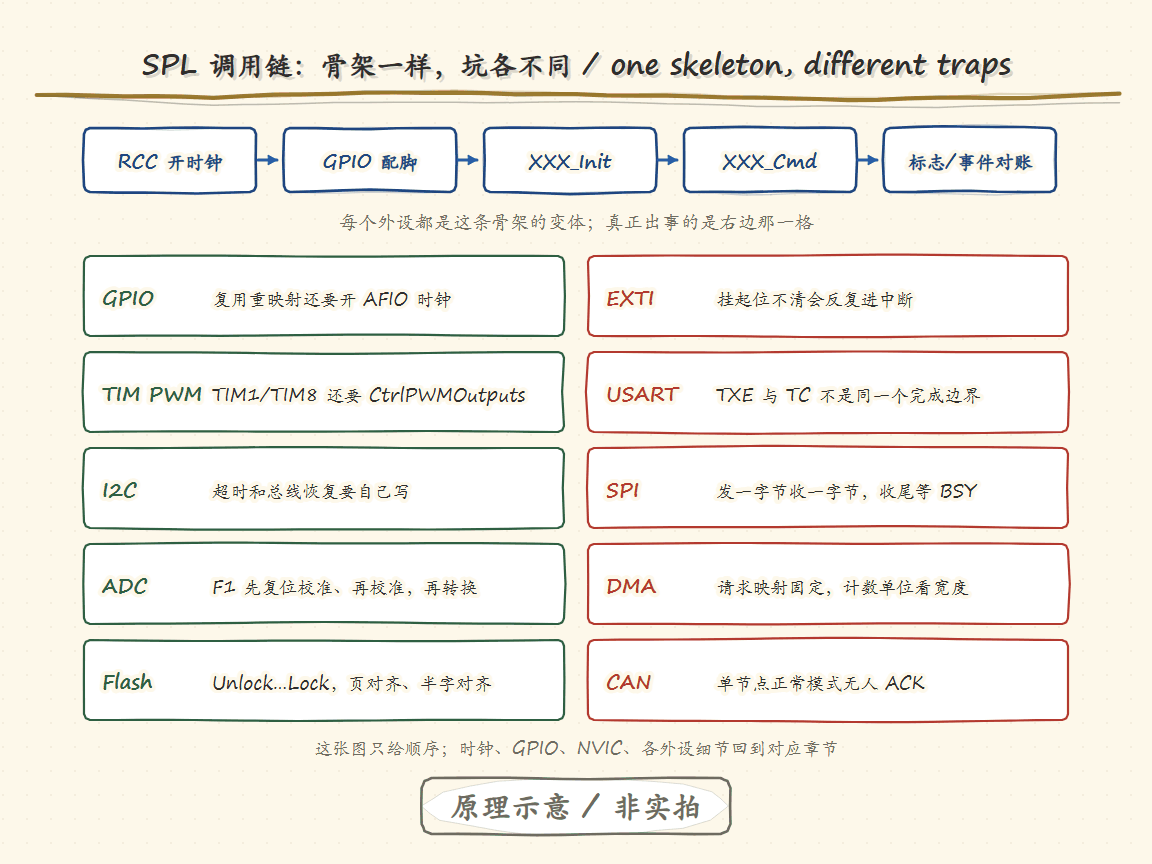 SPL 调用链：骨架一样，坑各不同 / one skeleton, different traps
RCC 开时钟
GPIO 配脚
XXX_Init
XXX_Cmd
标志/事件对账
每个外设都是这条骨架的变体；真正出事的是右边那一格
GPIO 复用重映射还要开 AFIO 时钟
EXTI 挂起位不清会反复进中断
TIM PWM TIM1/TIM8 还要 CtrlPWMOutputs
USART TXE 与 TC 不是同一个完成边界
I2C 超时和总线恢复要自己写
SPI 发一字节收一字节，收尾等 BSY
ADC F1 先复位校准、再校准，再转换
DMA 请求映射固定，计数单位看宽度
Flash Unlock...Lock，页对齐、半字对齐
CAN 单节点正常模式无人 ACK
这张图只给顺序；时钟、GPIO、NVIC、各外设细节回到对应章节
原理示意 / 非实拍